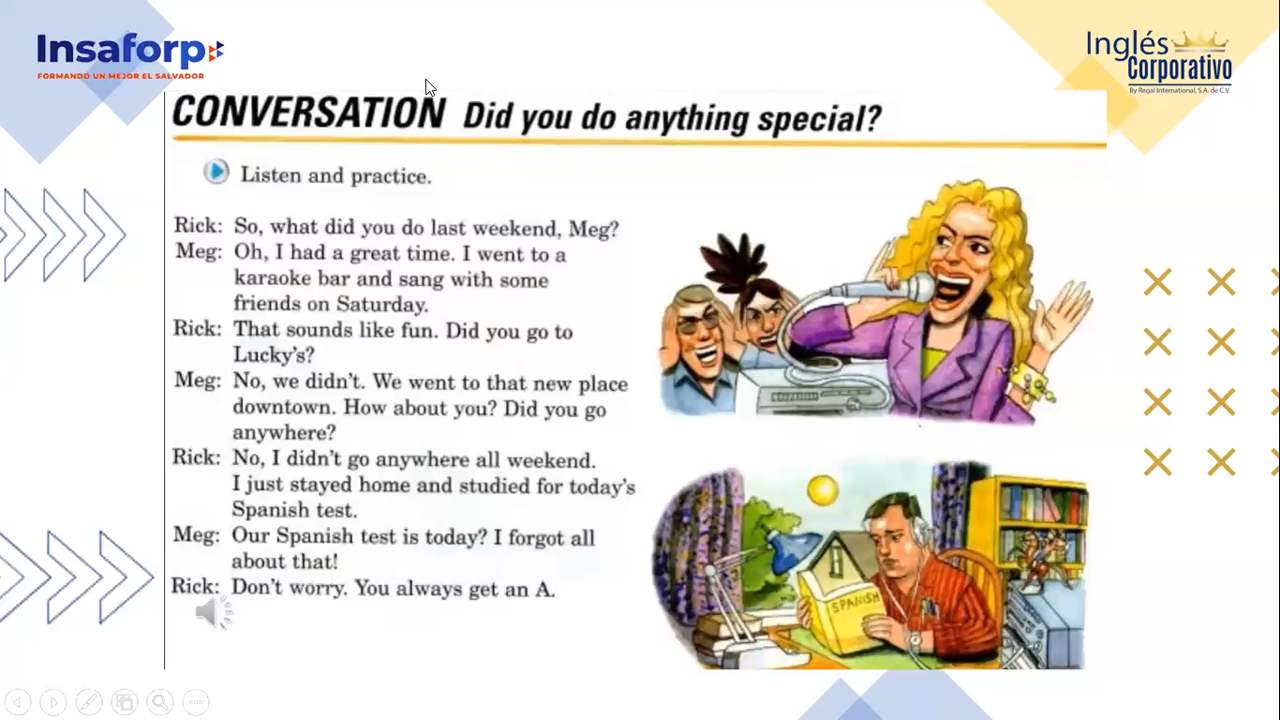 Insaforp
FORMANDO UN MEJOR EL SALVADOR
Inglés
Corporativo
By Regal International, S.A. de C.V.
CONVERSATION Did you do anything special?
Listen and practice.
Rick: So, what did you do last weekend, Meg?
Meg: Oh, I had a great time. I went to a
karaoke bar and sang with some
friends on Saturday.
Rick: That sounds like fun. Did you go to
Lucky's?
Meg: No, we didn't. We went to that new place
downtown. How about you? Did you go
anywhere?
Rick: No, I didn't go anywhere all weekend.
I just stayed home and studied for today's
Spanish test.
Meg: Our Spanish test is today? I forgot all
about that!
Rick: Don't worry. You always get an A.
SPANISH